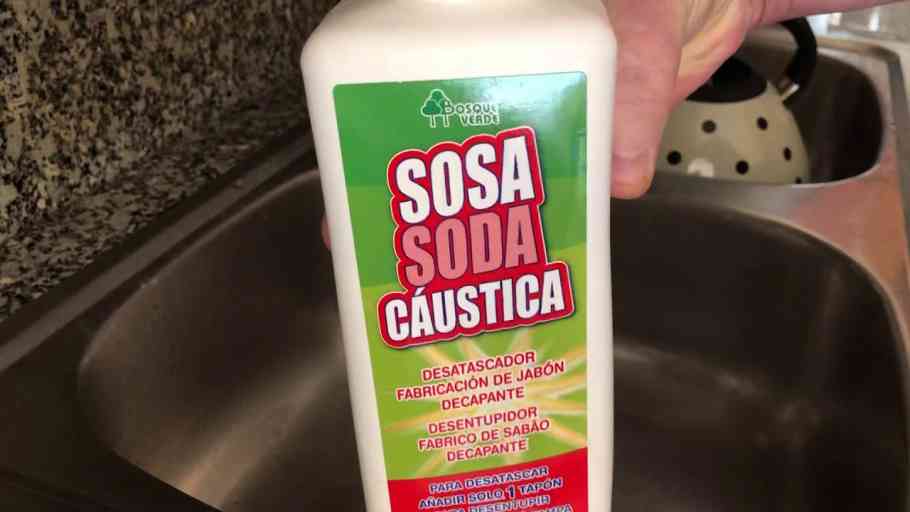 BOSQUE
VERDE
SOSA
SODA
CÁUSTICA
DESATASCADOR
FABRICACIÓN DE JABÓN
DECAPANTE
DESENTUPIDOR
FABRICO DE SABÃO
DECAPANTE
PARA DESATASCAR
AÑADIR SOLO 1 TAPÓN
DESENTUPIR